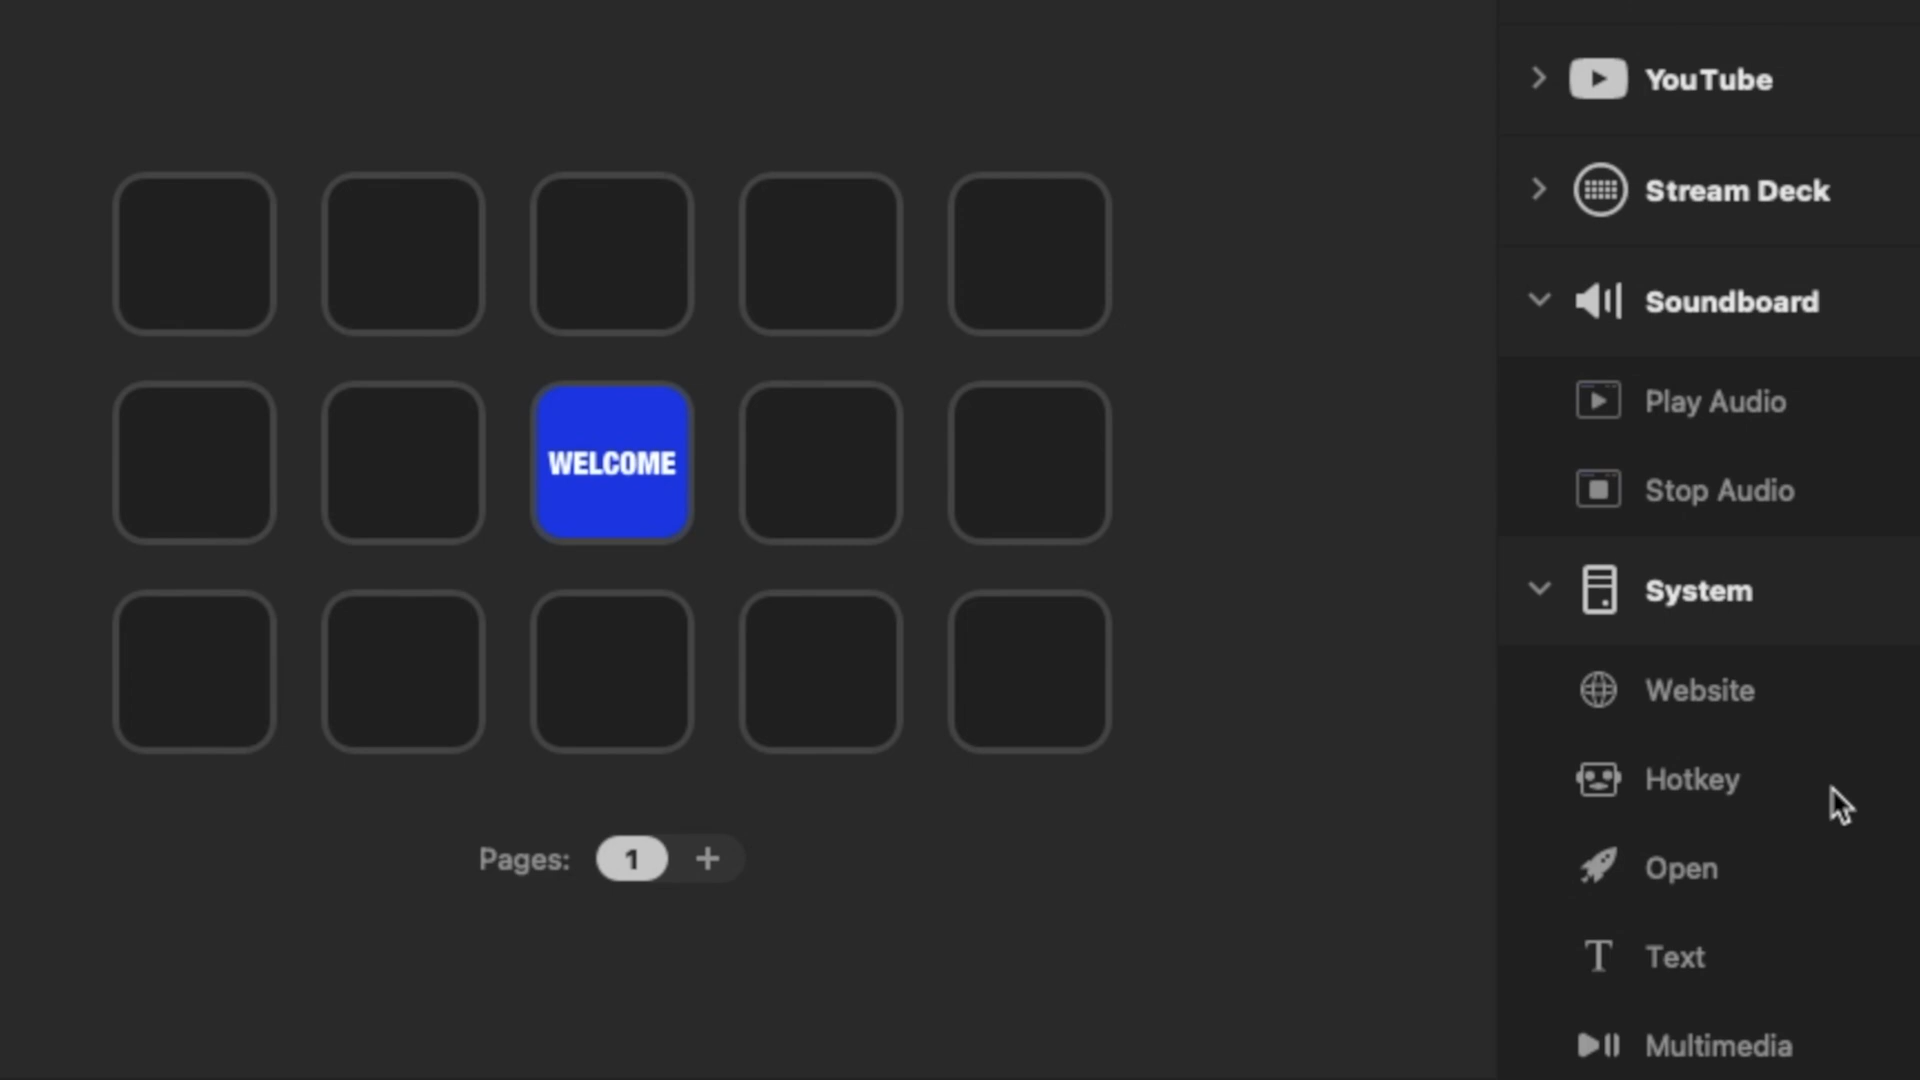 YouTube
Stream Deck
Soundboard
Play Audio
Stop Audio
WELCOME
System
Website
Hotkey
Pages: 1 +
Open
Text
Multimedia